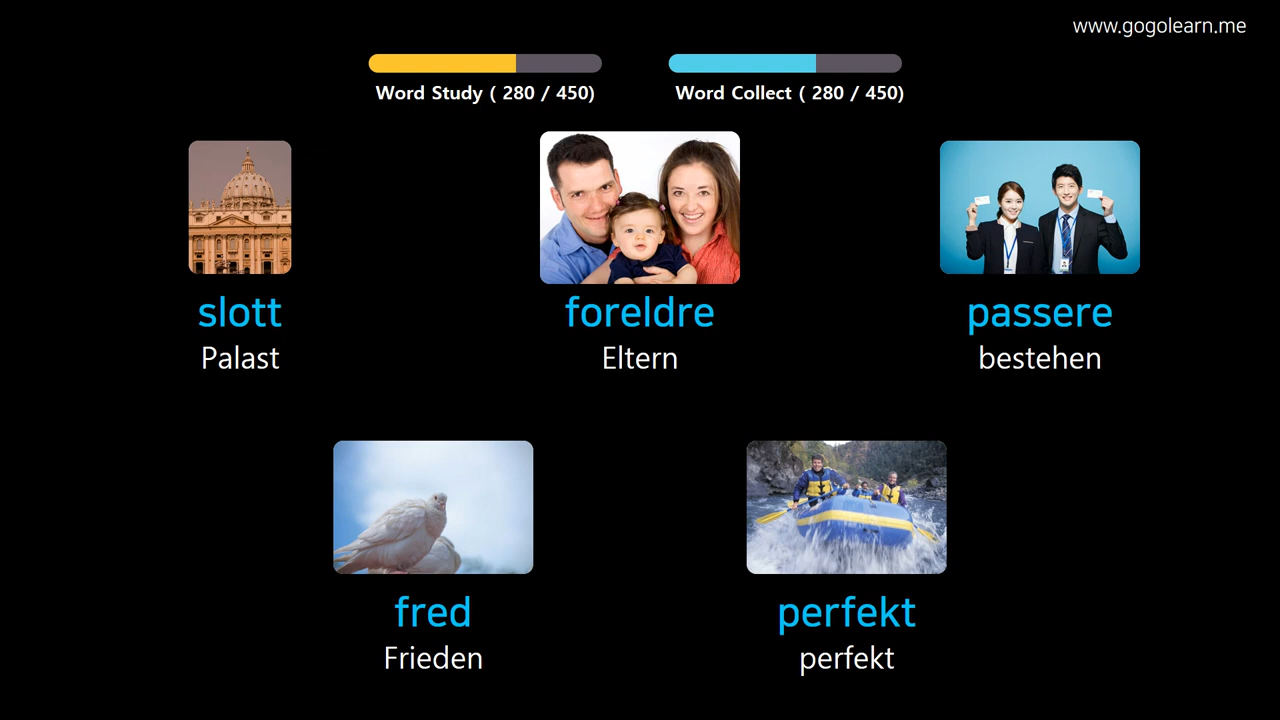 www.gogolearn.me
Word Study ( 280 / 450)
Word Collect ( 280 / 450)
slott
Palast
foreldre
Eltern
passere
bestehen
fred
Frieden
perfekt
perfekt